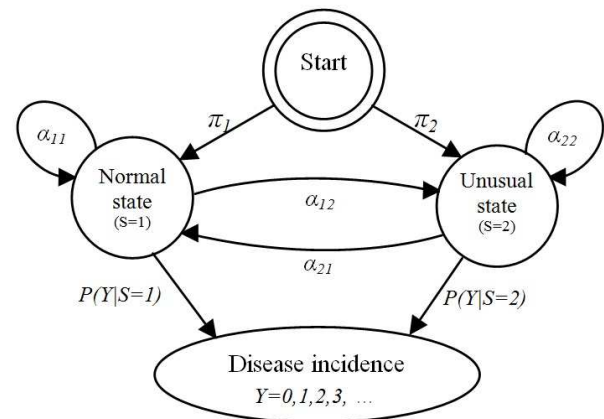 Start
π₁
π₂
α₁₁
α₂₂
Normal
state
(S=1)
α₁₂
Unusual
state
(S=2)
α₂₁
P(Y|S=1)
P(Y|S=2)
Disease incidence
Y=0,1,2,3, ...